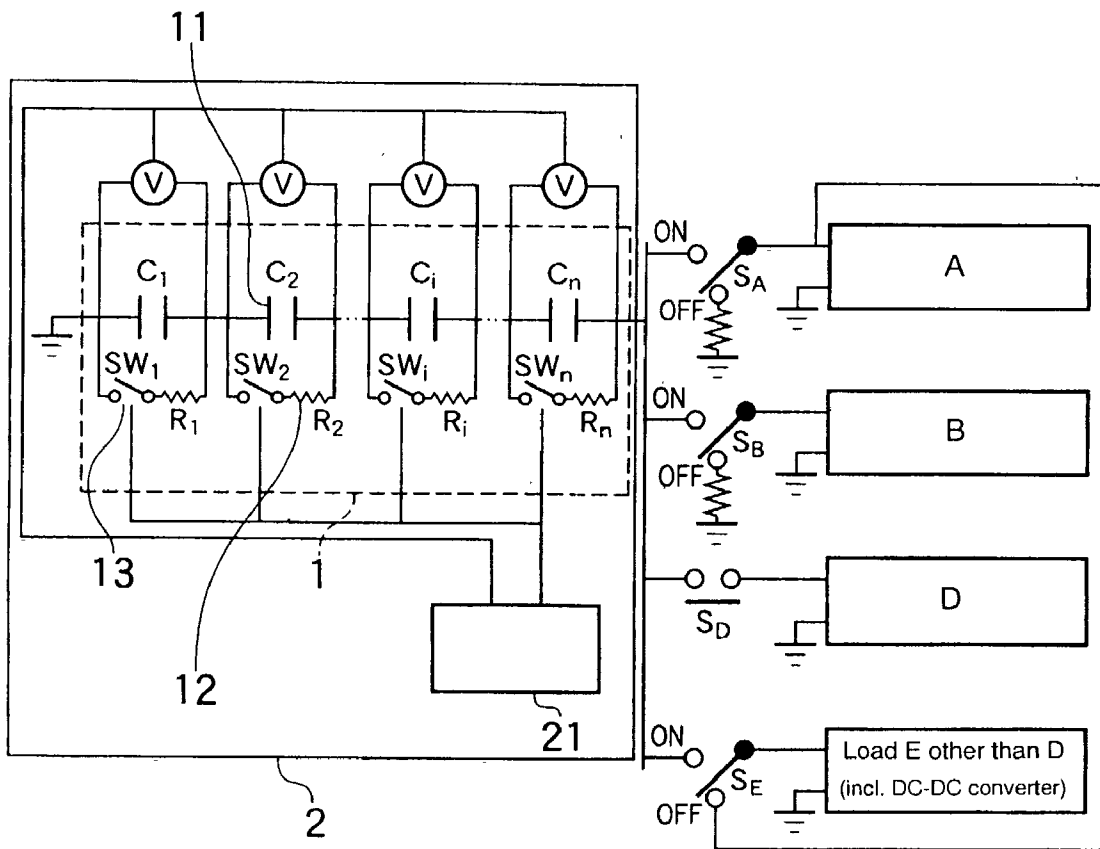 11
V V V V
ON
A
C1 C2 Ci Cn
SA
OFF
SW1 SW2 SWi SWn
R1 R2 Ri Rn
ON
B
SB
OFF
13
1
D
SD
12
21
ON
Load E other than D
(incl. DC-DC converter)
SE
OFF
2